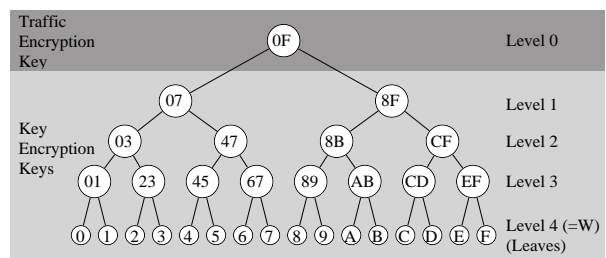 Traffic
Encryption
Key
0F
Level 0
07
8F
Level 1
Key
Encryption
Keys
03
47
8B
CF
Level 2
01
23
45
67
89
AB
CD
EF
Level 3
0
1
2
3
4
5
6
7
8
9
A
B
C
D
E
F
Level 4 (=W)
(Leaves)